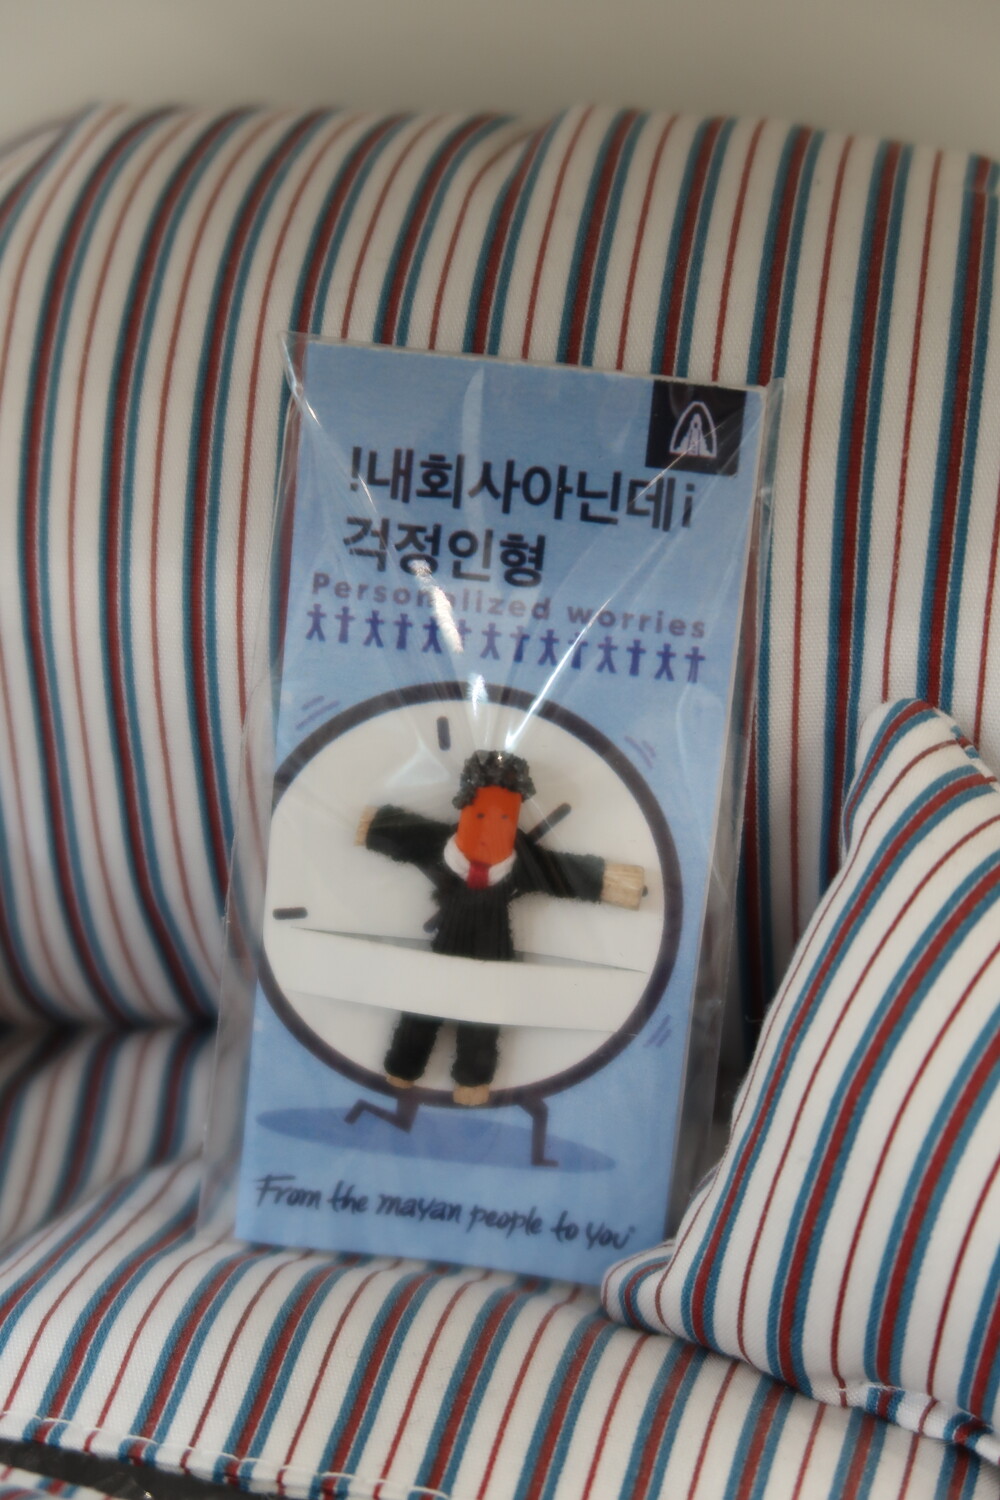 !내회사아닌데¡
걱정인형
Personalized worries
From the mayan people to you